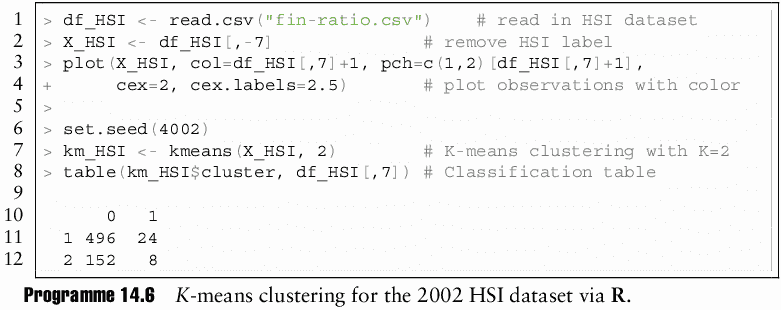 1 > df_HSI <- read.csv("fin-ratio.csv") # read in HSI dataset
2 > X_HSI <- df_HSI[,-7] # remove HSI label
3 > plot(X_HSI, col=df_HSI[,7]+1, pch=c(1,2)[df_HSI[,7]+1],
4 + cex=2, cex.labels=2.5) # plot observations with color
5 >
6 > set.seed(4002)
7 > km_HSI <- kmeans(X_HSI, 2) # K-means clustering with K=2
8 > table(km_HSI$cluster, df_HSI[,7]) # Classification table
9
10 0 1
11 1 496 24
12 2 152 8
Programme 14.6 K-means clustering for the 2002 HSI dataset via R.